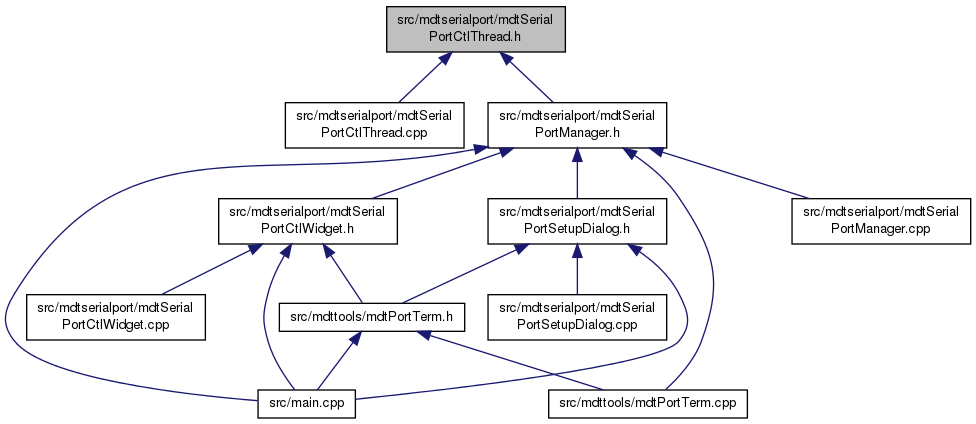 src/mdtserialport/mdtSerial
PortCtlThread.h
src/mdtserialport/mdtSerial
PortCtlThread.cpp
src/mdtserialport/mdtSerial
PortManager.h
src/mdtserialport/mdtSerial
PortCtlWidget.h
src/mdtserialport/mdtSerial
PortSetupDialog.h
src/mdtserialport/mdtSerial
PortManager.cpp
src/mdtserialport/mdtSerial
PortCtlWidget.cpp
src/mdttools/mdtPortTerm.h
src/mdtserialport/mdtSerial
PortSetupDialog.cpp
src/main.cpp
src/mdttools/mdtPortTerm.cpp